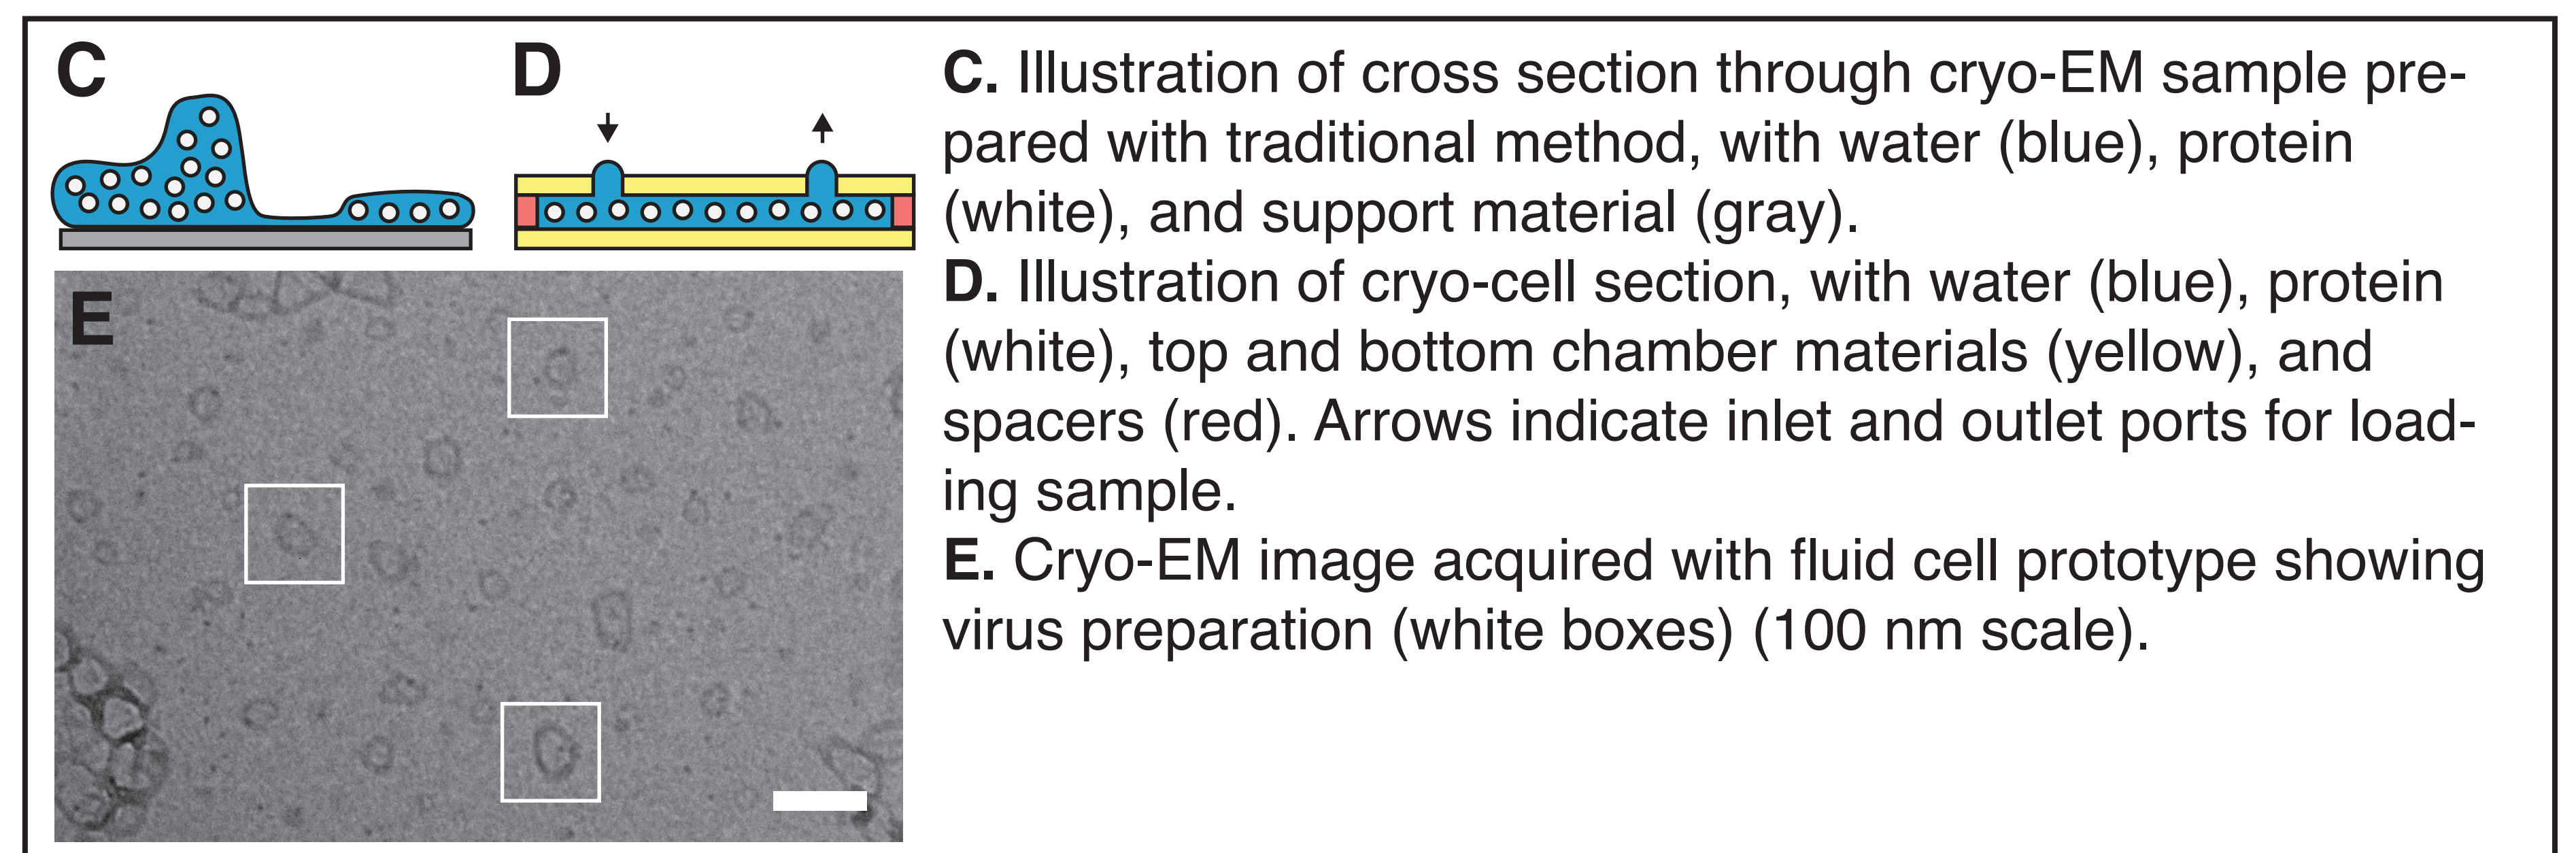 C
D
C. Illustration of cross section through cryo-EM sample pre-
pared with traditional method, with water (blue), protein
(white), and support material (gray).
D. Illustration of cryo-cell section, with water (blue), protein
(white), top and bottom chamber materials (yellow), and
spacers (red). Arrows indicate inlet and outlet ports for load-
ing sample.
E
E. Cryo-EM image acquired with fluid cell prototype showing
virus preparation (white boxes) (100 nm scale).